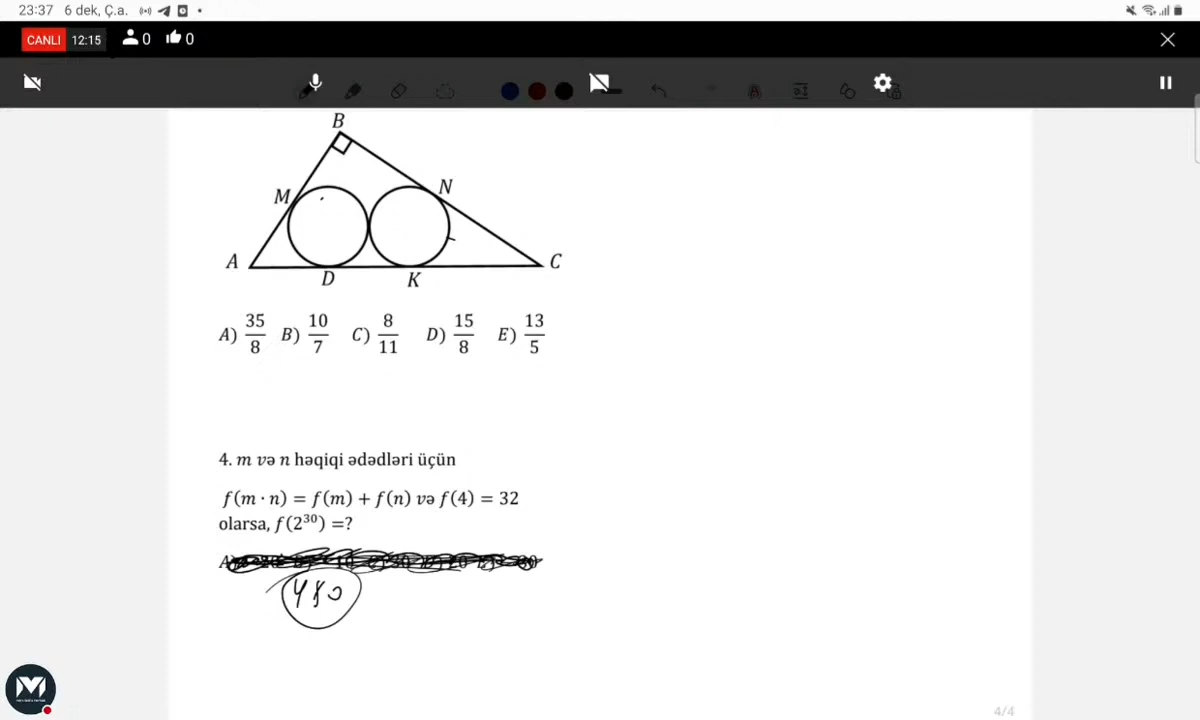 23:37 6 dek, Ç.a.
CANLI 12:15 0 0
B
M
N
A
C
D
K
A) 35/8 B) 10/7 C) 8/11 D) 15/8 E) 13/5
4. m və n həqiqi ədədləri üçün
f(m · n) = f(m) + f(n) və f(4) = 32
olarsa, f(2³⁰) =?
480
4/4